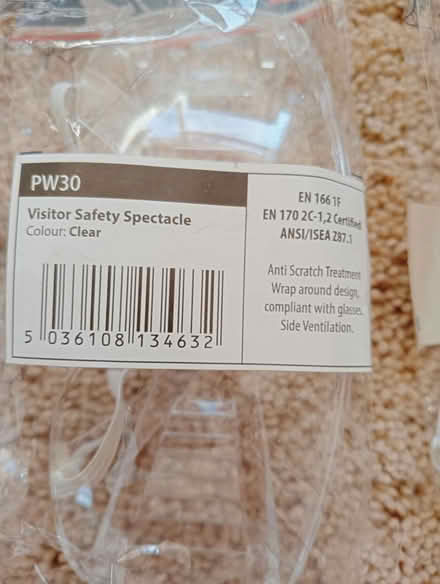 PW30
Visitor Safety Spectacle
Colour: Clear
5 036108 134632
EN 166 1F
EN 170 2C-1,2 Certified
ANSI/ISEA Z87.1
Anti Scratch Treatment
Wrap around design,
compliant with glasses.
Side Ventilation.